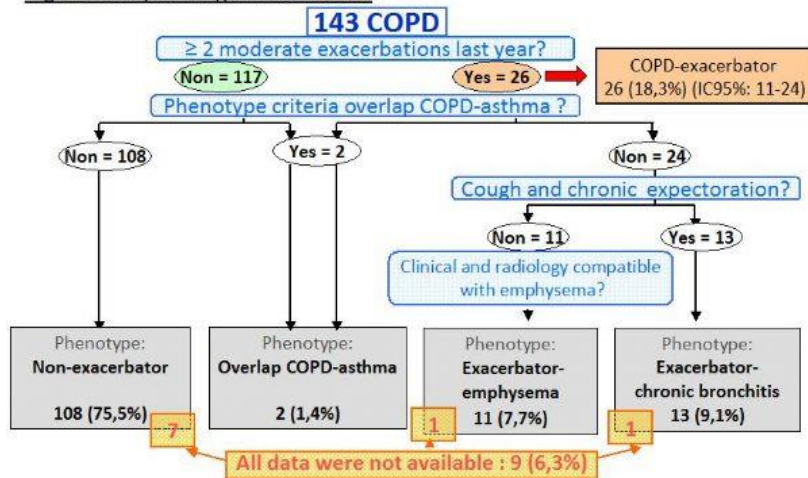 143 COPD
≥ 2 moderate exacerbations last year?
Non = 117
Yes = 26
COPD-exacerbator
26 (18,3%) (IC95%: 11-24)
Phenotype criteria overlap COPD-asthma ?
Non = 108
Yes = 2
Non = 24
Cough and chronic expectoration?
Non = 11
Yes = 13
Clinical and radiology compatible
with emphysema?
Phenotype:
Non-exacerbator
108 (75,5%)
7
Phenotype:
Overlap COPD-asthma
2 (1,4%)
Phenotype:
Exacerbator-
emphysema
11 (7,7%)
1
Phenotype:
Exacerbator-
chronic bronchitis
13 (9,1%)
1
All data were not available : 9 (6,3%)